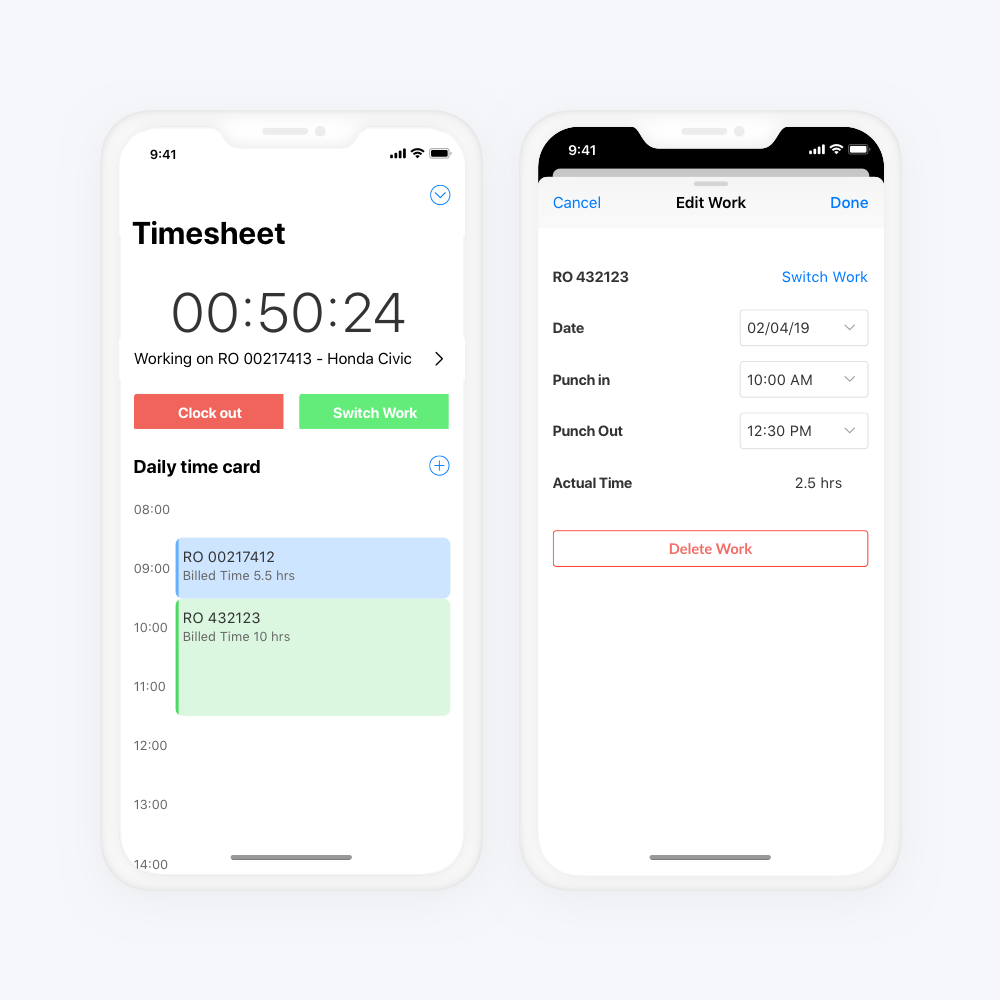 9:41
Timesheet
00:50:24
Working on RO 00217413 - Honda Civic
Clock out
Switch Work
Daily time card
08:00
RO 00217412
Billed Time 5.5 hrs
09:00
RO 432123
10:00
Billed Time 10 hrs
11:00
12:00
13:00
14:00
9:41
Cancel
Edit Work
Done
RO 432123
Switch Work
Date
02/04/19
Punch in
10:00 AM
Punch Out
12:30 PM
Actual Time
2.5 hrs
Delete Work